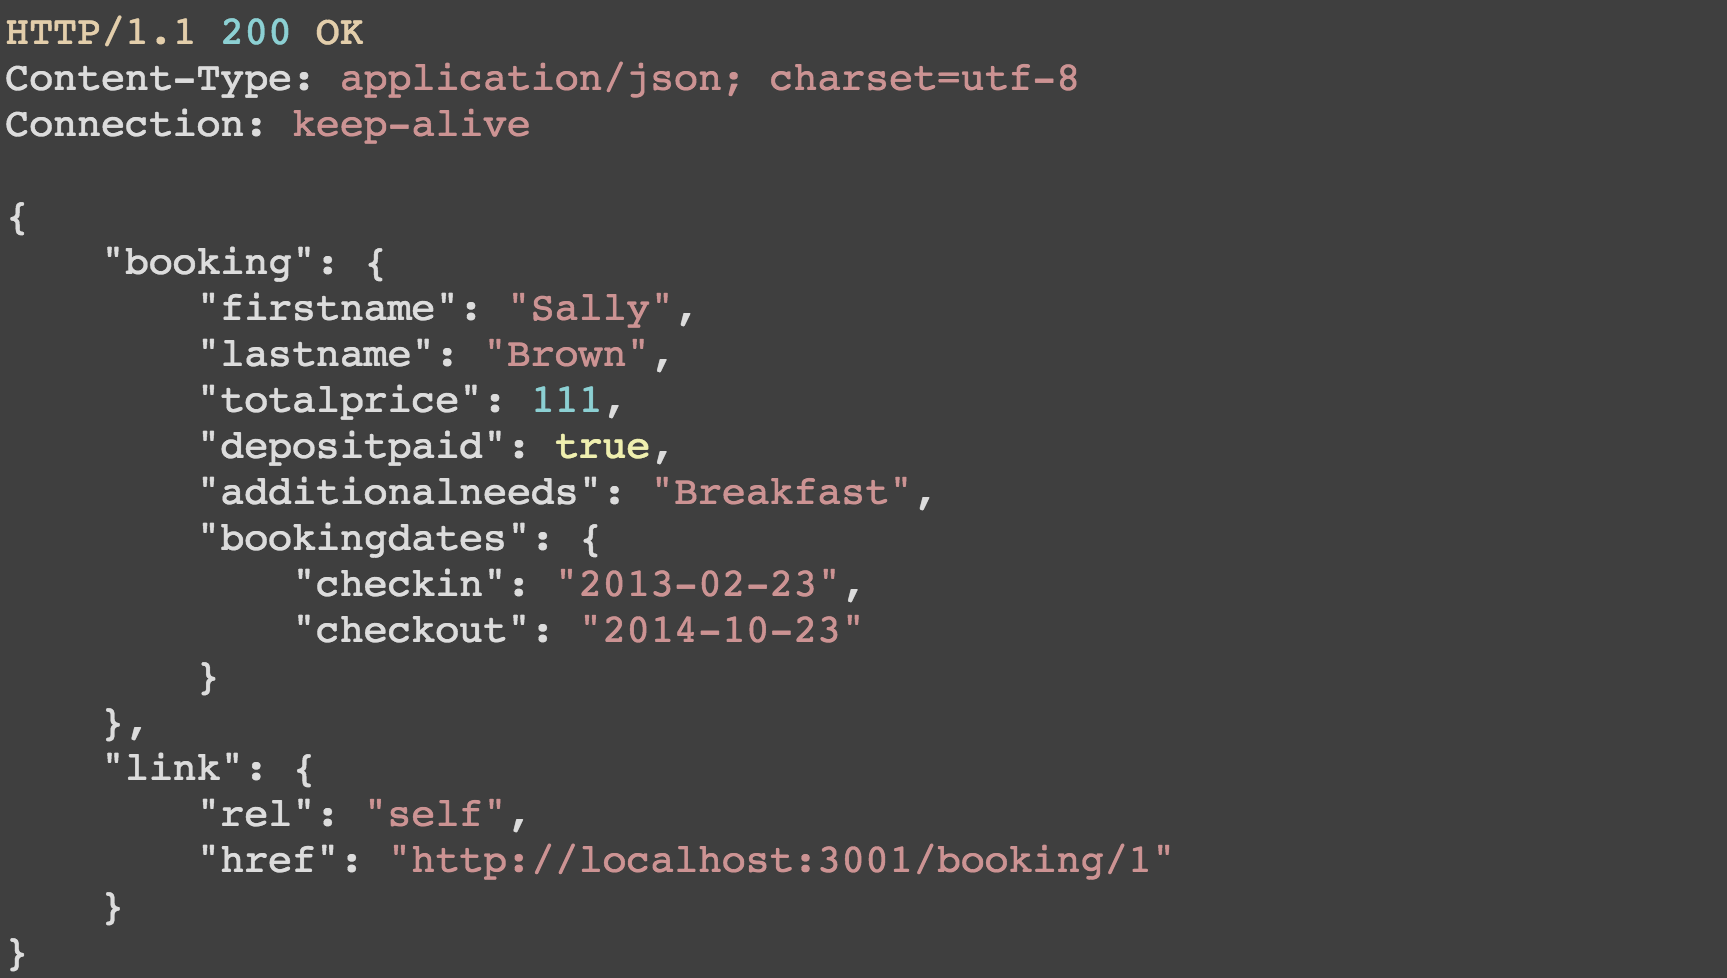 HTTP/1.1 200 OK
Content-Type: application/json; charset=utf-8
Connection: keep-alive

{
    "booking": {
        "firstname": "Sally",
        "lastname": "Brown",
        "totalprice": 111,
        "depositpaid": true,
        "additionalneeds": "Breakfast",
        "bookingdates": {
            "checkin": "2013-02-23",
            "checkout": "2014-10-23"
        }
    },
    "link": {
        "rel": "self",
        "href": "http://localhost:3001/booking/1"
    }
}